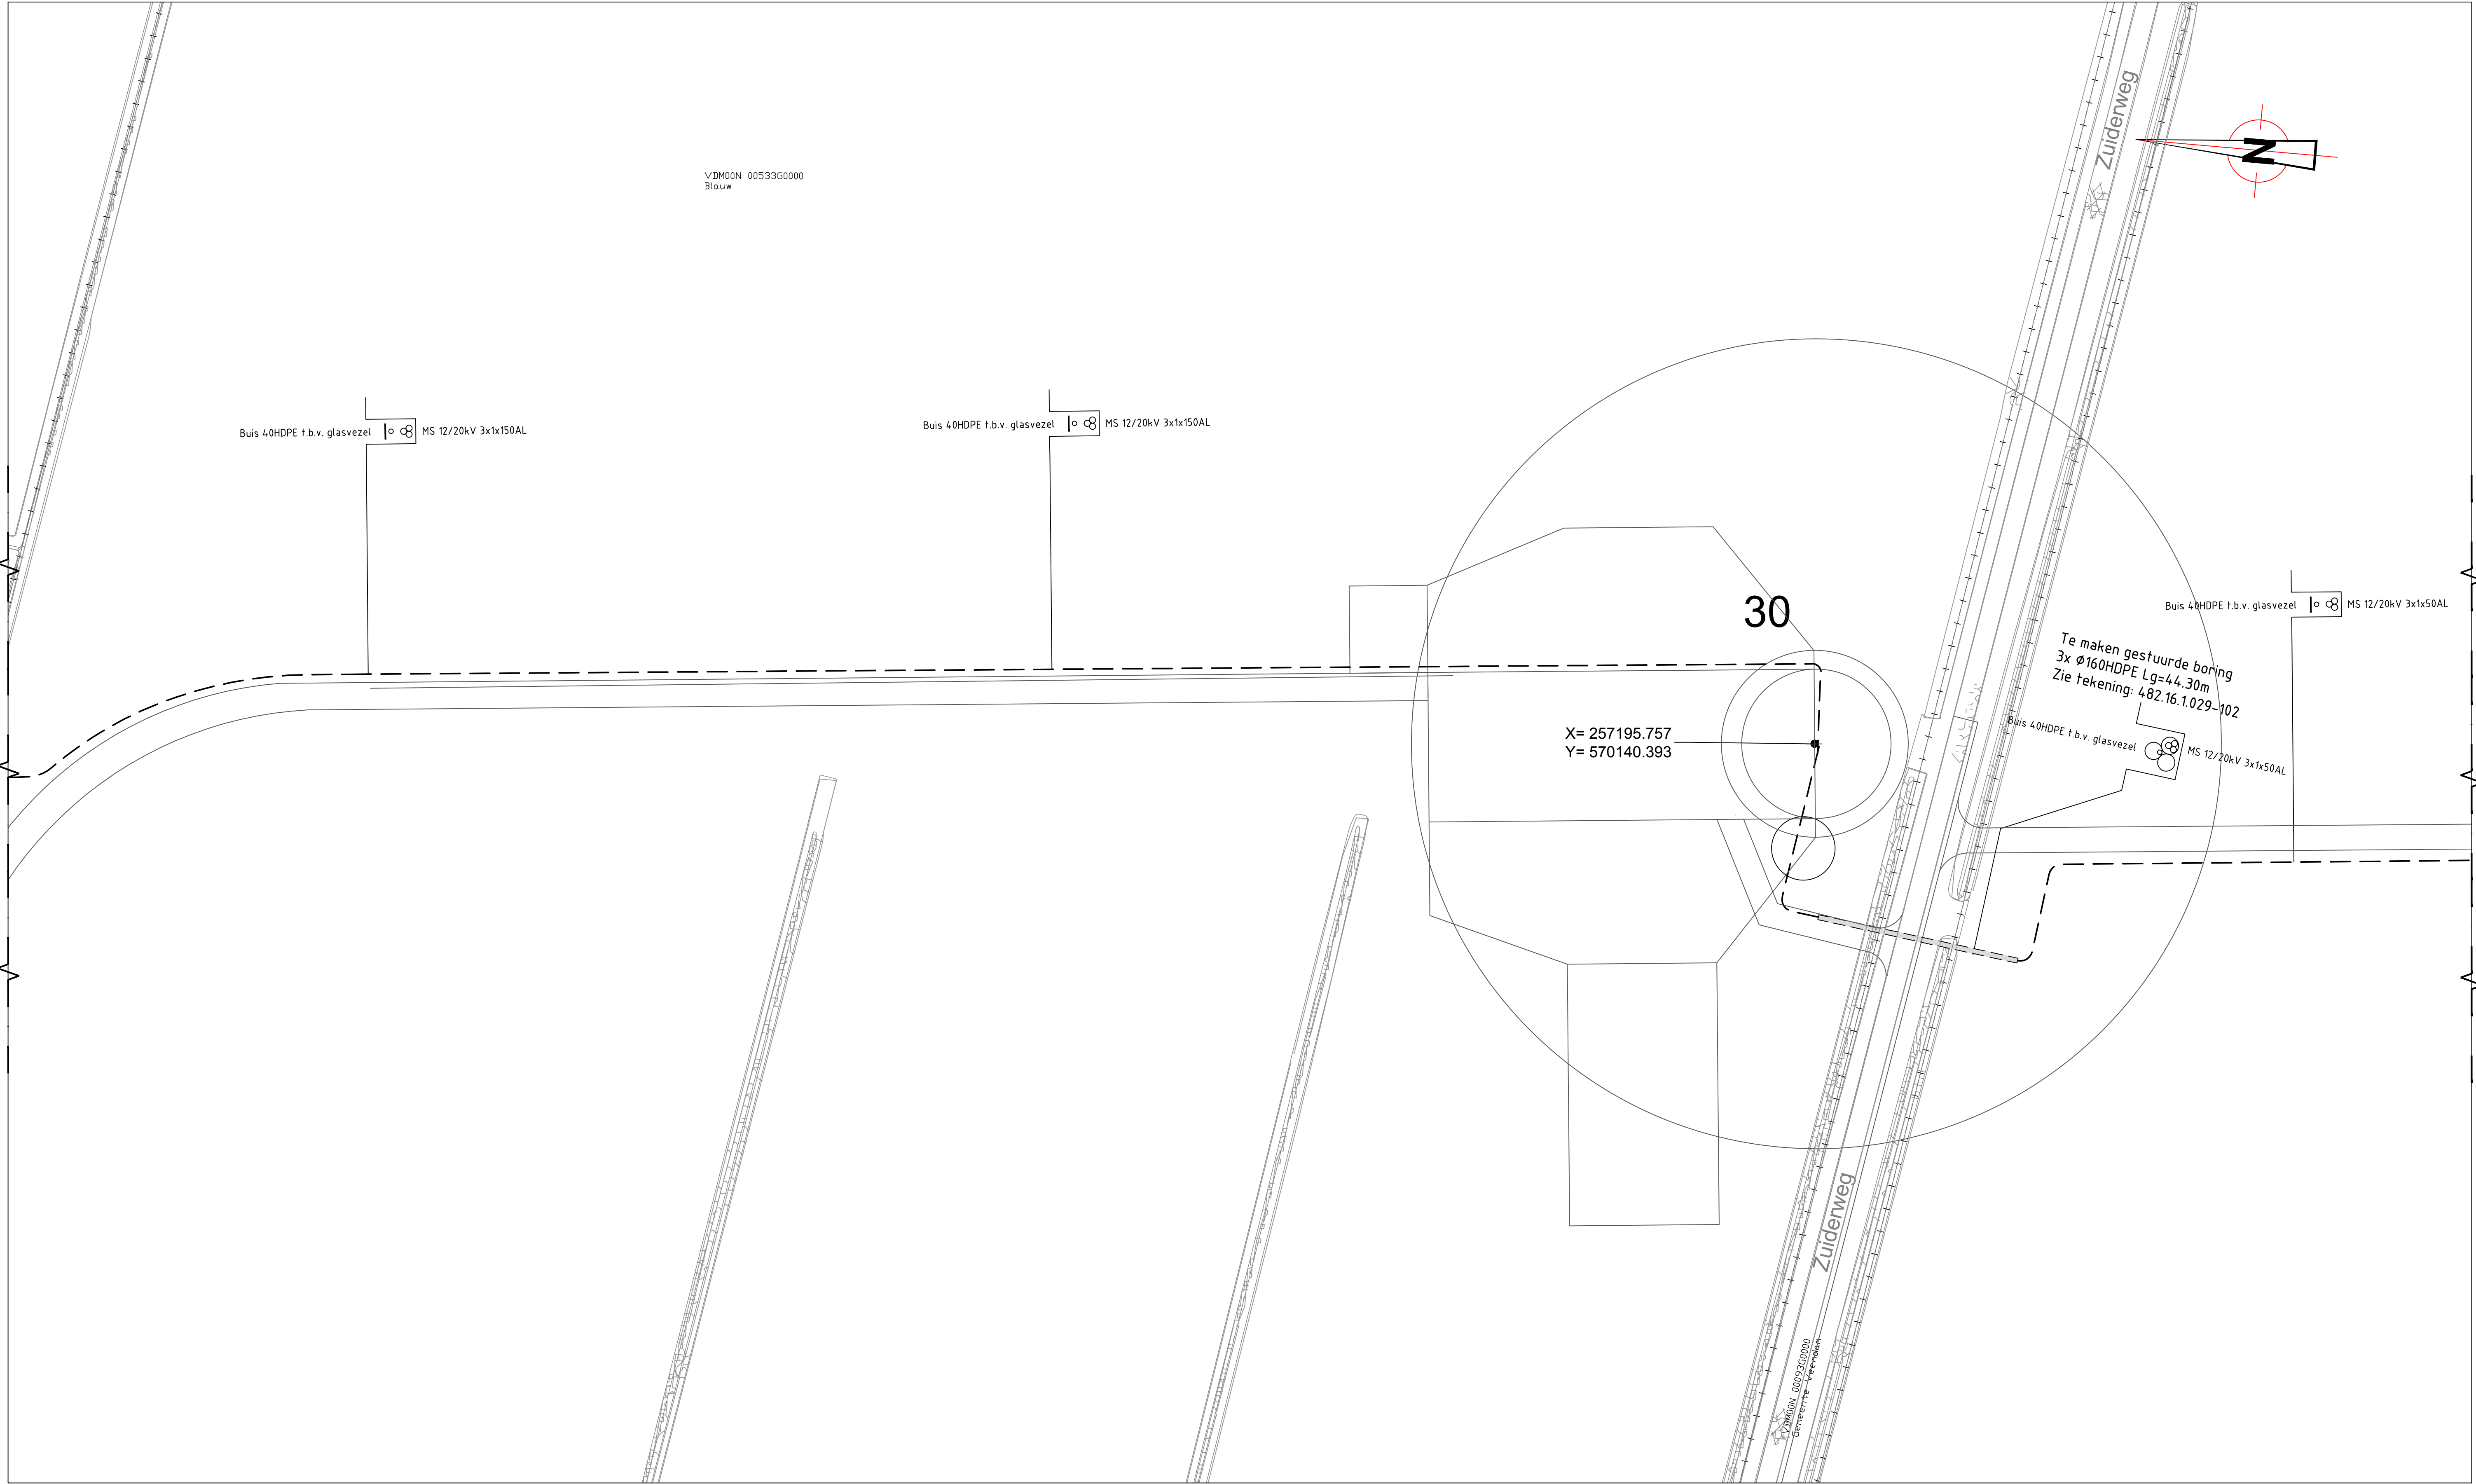 Zuiderweg
N
VDM00N 00533G0000
Blauw
Buis 40HDPE t.b.v. glasvezel
MS 12/20kV 3x1x150AL
Buis 40HDPE t.b.v. glasvezel
MS 12/20kV 3x1x150AL
30
Buis 40HDPE t.b.v. glasvezel
MS 12/20kV 3x1x50AL
Te maken gestuurde boring
3x ø160HDPE Lg=44.30m
Zie tekening: 482.16.1.029-102
Buis 40HDPE t.b.v. glasvezel
MS 12/20kV 3x1x50AL
X= 257195.757
Y= 570140.393
Zuiderweg
VDM00N 00093G0000
Gemeente Veendam